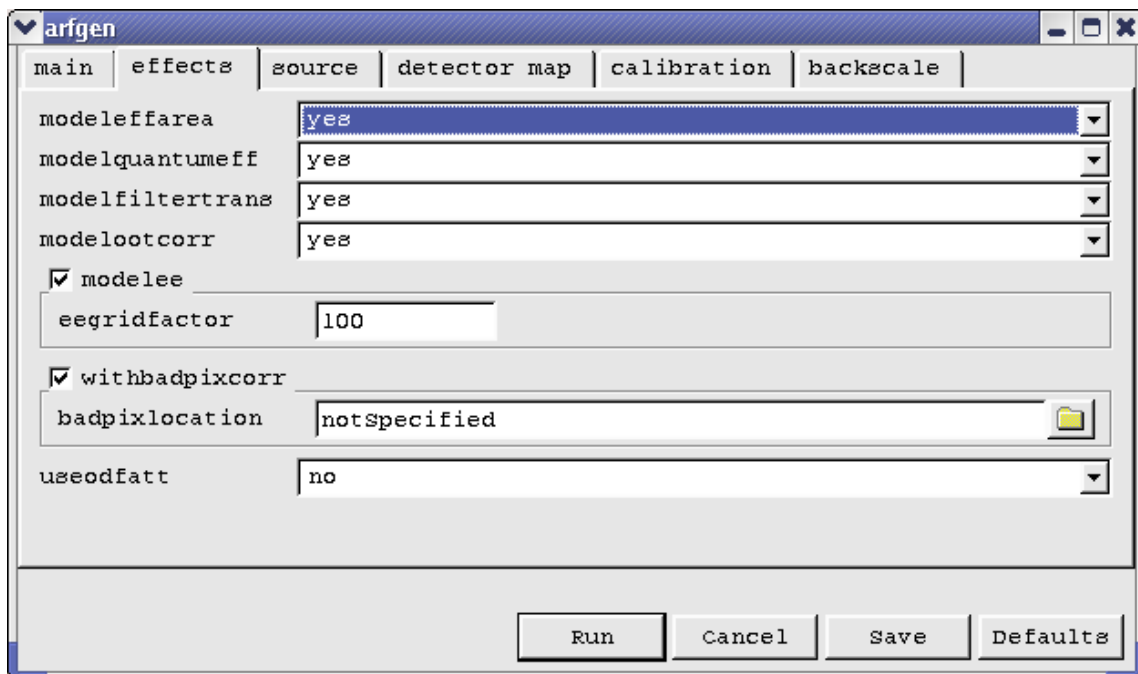 arfgen
main effects source detector map calibration backscale
modeleffarea yes
modelquantumeff yes
modelfiltertrans yes
modelootcorr yes
modelee
eegridfactor 100
withbadpixcorr
badpixlocation notSpecified
useodfatt no
Run Cancel Save Defaults